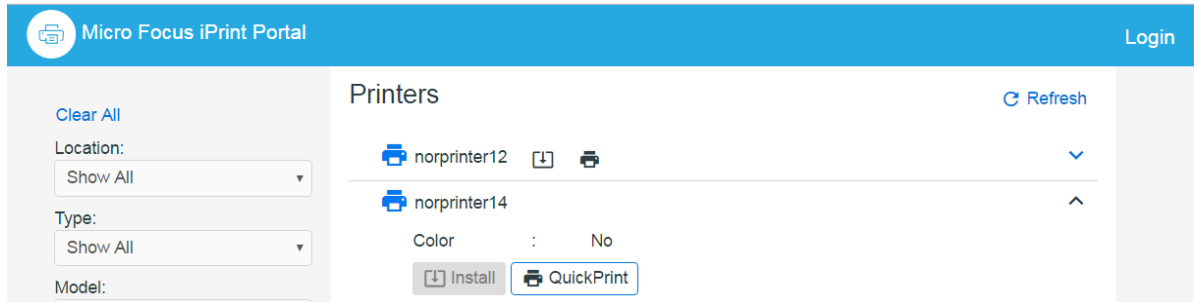 Micro Focus iPrint Portal
Login
Clear All
Location:
Show All
Type:
Show All
Model:
Printers
Refresh
norprinter12
norprinter14
Color : No
Install QuickPrint